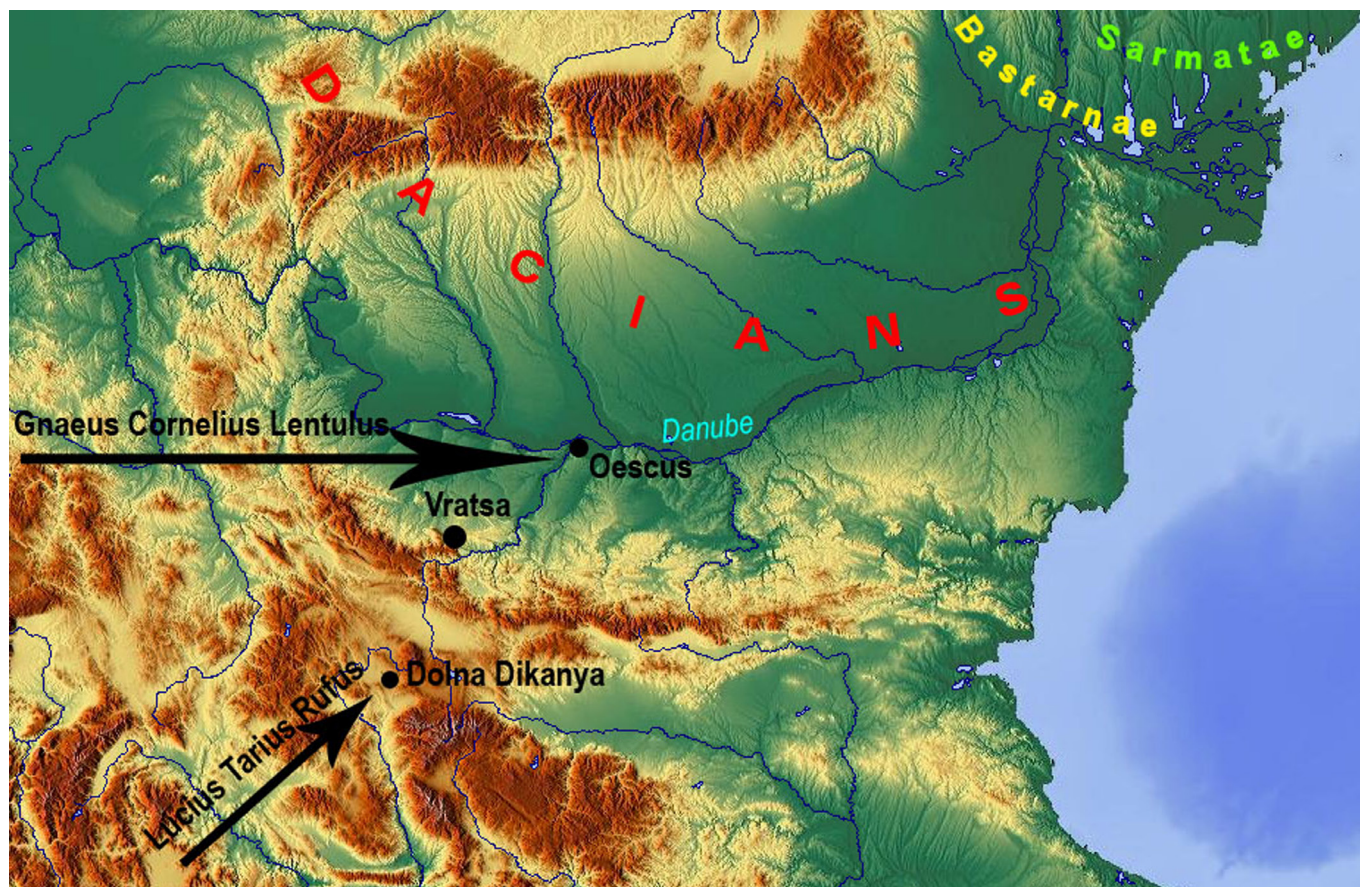 Bastarnae
Sarmatae
DACIANS
Gnaeus Cornelius Lentulus
Danube
Oescus
Vratsa
Dolna Dikanya
Lucius Tarius Rufus